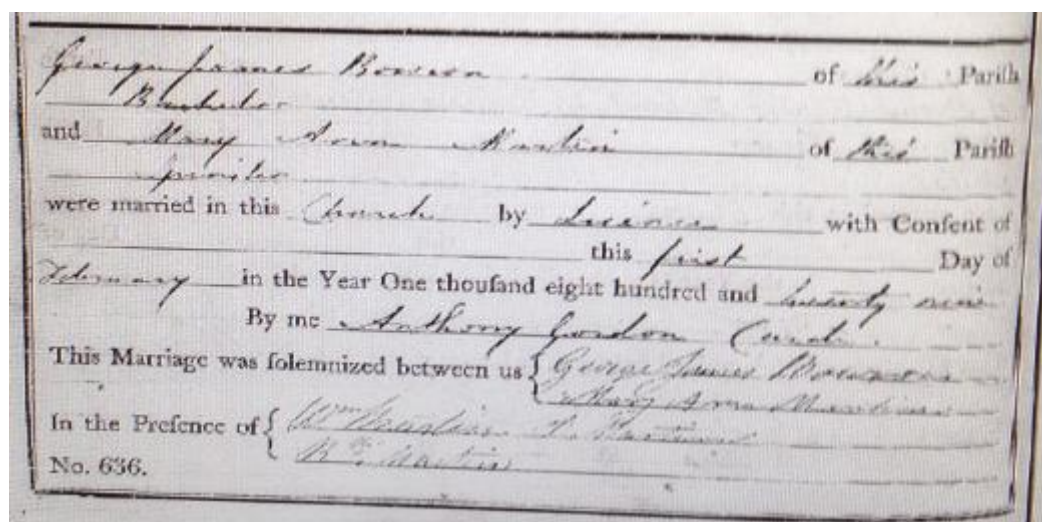 George James Bowson of this Pariſh
Bachelor
and Mary Ann Martin of this Pariſh
Spinster
were married in this Church by Licence with Conſent of
this first Day of
February in the Year One thouſand eight hundred and twenty nine
By me Anthony Gordon Curate
This Marriage was ſolemnized between us { George James
Mary Ann Martin
In the Preſence of { Wm Martin
Martin
No. 636.